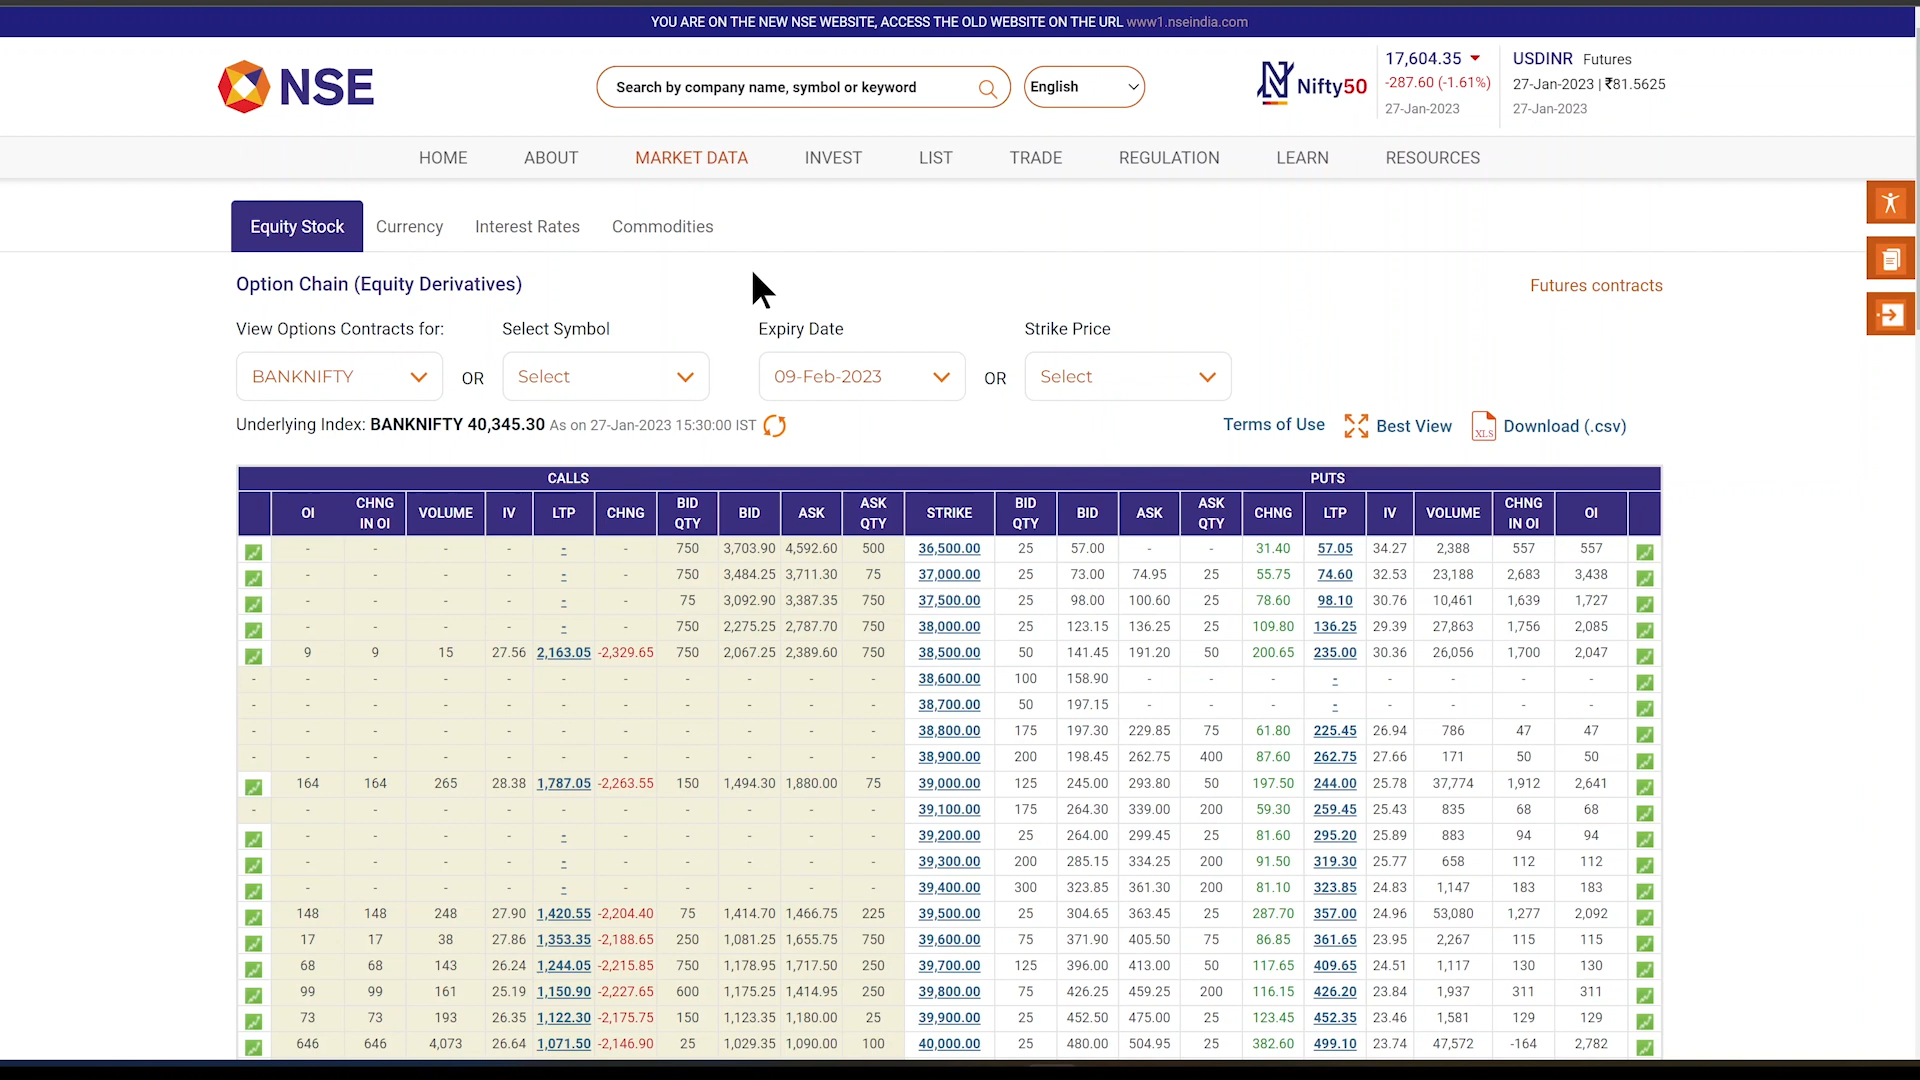 YOU ARE ON THE NEW NSE WEBSITE, ACCESS THE OLD WEBSITE ON THE URL www1.nseindia.com
NSE
Search by company name, symbol or keyword
English
Nifty50
17,604.35
-287.60 (-1.61%)
27-Jan-2023
USDINR Futures
27-Jan-2023 | ₹81.5625
27-Jan-2023
HOME ABOUT MARKET DATA INVEST LIST TRADE REGULATION LEARN RESOURCES
Equity Stock Currency Interest Rates Commodities
Option Chain (Equity Derivatives) Futures contracts
View Options Contracts for: Select Symbol Expiry Date Strike Price
BANKNIFTY OR Select 09-Feb-2023 OR Select
Underlying Index: BANKNIFTY 40,345.30 As on 27-Jan-2023 15:30:00 IST Terms of Use Best View XLS Download (.csv)
CALLS PUTS
OI CHNG IN OI VOLUME IV LTP CHNG BID QTY BID ASK ASK QTY STRIKE BID QTY BID ASK ASK QTY CHNG LTP IV VOLUME CHNG IN OI OI
- - - - - - 750 3,703.90 4,592.60 500 36,500.00 25 57.00 - - 31.40 57.05 34.27 2,388 557 557
- - - - - - 750 3,484.25 3,711.30 75 37,000.00 25 73.00 74.95 25 55.75 74.60 32.53 23,188 2,683 3,438
- - - - - - 75 3,092.90 3,387.35 750 37,500.00 25 98.00 100.60 25 78.60 98.10 30.76 10,461 1,639 1,727
- - - - - - 750 2,275.25 2,787.70 750 38,000.00 25 123.15 136.25 25 109.80 136.25 29.39 27,863 1,756 2,085
9 9 15 27.56 2,163.05 -2,329.65 750 2,067.25 2,389.60 750 38,500.00 50 141.45 191.20 50 200.65 235.00 30.36 26,056 1,700 2,047
- - - - - - - - - - - 38,600.00 100 158.90 - - - - - - - -
- - - - - - - - - - - 38,700.00 50 197.15 - - - - - - - -
- - - - - - - - - - - 38,800.00 175 197.30 229.85 75 61.80 225.45 26.94 786 47 47
- - - - - - - - - - - 38,900.00 200 198.45 262.75 400 87.60 262.75 27.66 171 50 50
164 164 265 28.38 1,787.05 -2,263.55 150 1,494.30 1,880.00 75 39,000.00 125 245.00 293.80 50 197.50 244.00 25.78 37,774 1,912 2,641
- - - - - - - - - - - 39,100.00 175 264.30 339.00 200 59.30 259.45 25.43 835 68 68
- - - - - - - - - - 39,200.00 25 264.00 299.45 25 81.60 295.20 25.89 883 94 94
- - - - - - - - - - 39,300.00 200 285.15 334.25 200 91.50 319.30 25.77 658 112 112
- - - - - - - - - - 39,400.00 300 323.85 361.30 200 81.10 323.85 24.83 1,147 183 183
148 148 248 27.90 1,420.55 -2,204.40 75 1,414.70 1,466.75 225 39,500.00 25 304.65 363.45 25 287.70 357.00 24.96 53,080 1,277 2,092
17 17 38 27.86 1,353.35 -2,188.65 250 1,081.25 1,655.75 750 39,600.00 75 371.90 405.50 75 86.85 361.65 23.95 2,267 115 115
68 68 143 26.24 1,244.05 -2,215.85 750 1,178.95 1,717.50 250 39,700.00 125 396.00 413.00 50 117.65 409.65 24.51 1,117 130 130
99 99 161 25.19 1,150.90 -2,227.65 600 1,175.25 1,414.95 250 39,800.00 75 426.25 459.25 200 116.15 426.20 23.84 1,937 311 311
73 73 193 26.35 1,122.30 -2,175.75 150 1,123.35 1,180.00 25 39,900.00 25 452.50 475.00 25 123.45 452.35 23.46 1,581 129 129
646 646 4,073 26.64 1,071.50 -2,146.90 25 1,029.35 1,090.00 100 40,000.00 25 480.00 504.95 25 382.60 499.10 23.74 47,572 -164 2,782